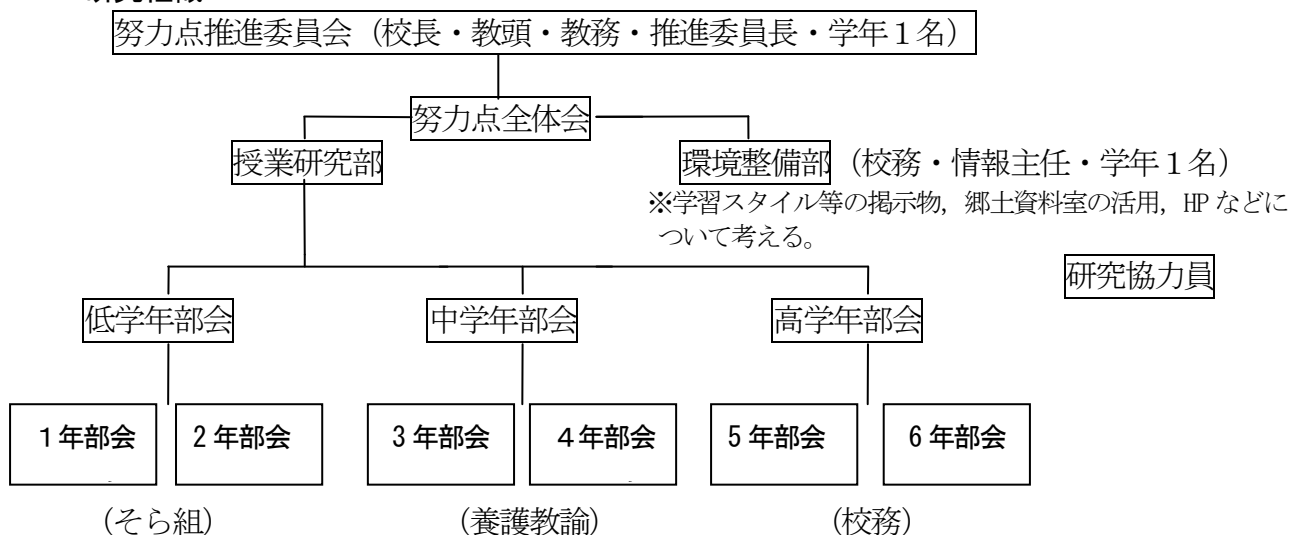 努力点推進委員会（校長・教頭・教務・推進委員長・学年１名）
努力点全体会
授業研究部
環境整備部（校務・情報主任・学年１名）
※学習スタイル等の掲示物，郷土資料室の活用，HPなどに
ついて考える。
研究協力員
低学年部会
中学年部会
高学年部会
１年部会
２年部会
３年部会
４年部会
５年部会
６年部会
（そら組）
（養護教諭）
（校務）